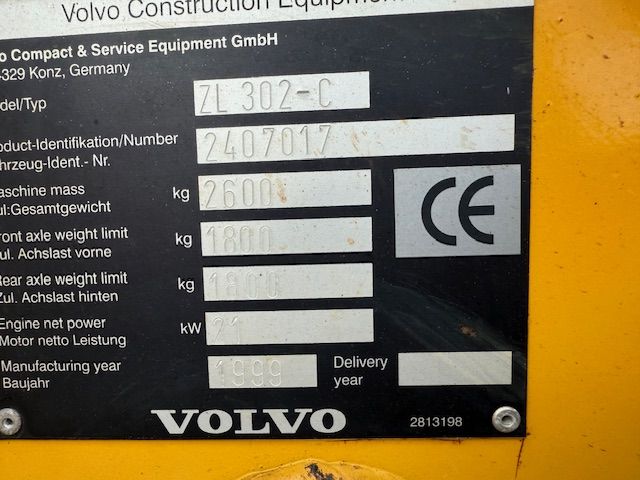 Volvo Construction Equipment
o Compact & Service Equipment GmbH
4329 Konz, Germany
del/Typ ZL 302-C
oduct-Identifikation/Number 2407017
hrzeug-Ident.- Nr.
aschine mass kg 2600
ul:Gesamtgewicht
ront axle weight limit kg 1800
ul. Achslast vorne
Rear axle weight limit kg 1800
Zul. Achslast hinten
Engine net power kW 21
Motor netto Leistung
Manufacturing year 1999 Delivery
Baujahr year
CE
VOLVO 2813198